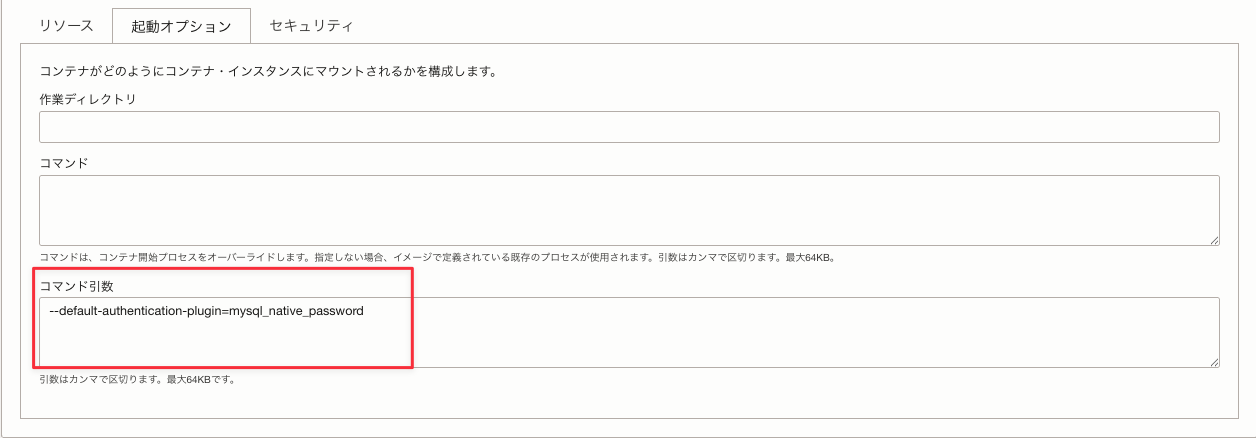 リソース 起動オプション セキュリティ
コンテナがどのようにコンテナ・インスタンスにマウントされるかを構成します。
作業ディレクトリ
コマンド
コマンドは、コンテナ開始プロセスをオーバーライドします。指定しない場合、イメージで定義されている既存のプロセスが使用されます。引数はカンマで区切ります。最大64KB。
コマンド引数
--default-authentication-plugin=mysql_native_password
引数はカンマで区切ります。最大64KBです。